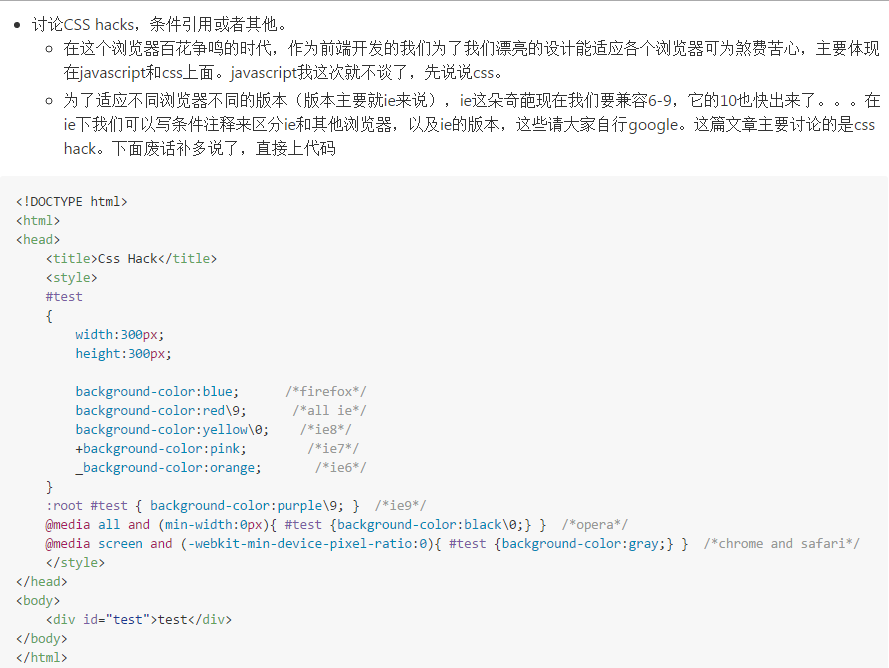 讨论CSS hacks，条件引用或者其他。
在这个浏览器百花争鸣的时代，作为前端开发的我们为了我们漂亮的设计能适应各个浏览器可为煞费苦心，主要体现
在javascript和css上面。javascript我这次就不谈了，先说说css。
为了适应不同浏览器不同的版本（版本主要就ie来说），ie这朵奇葩现在我们要兼容6-9，它的10也快出来了。。。在
ie下我们可以写条件注释来区分ie和其他浏览器，以及ie的版本，这些请大家自行google。这篇文章主要讨论的是css
hack。下面废话补多说了，直接上代码
<!DOCTYPE html>
<html>
<head>
    <title>Css Hack</title>
    <style>
    #test
    {
        width:300px;
        height:300px;

        background-color:blue;      /*firefox*/
        background-color:red\9;      /*all ie*/
        background-color:yellow\0;    /*ie8*/
        +background-color:pink;        /*ie7*/
        _background-color:orange;       /*ie6*/
    }
    :root #test { background-color:purple\9; }  /*ie9*/
    @media all and (min-width:0px){ #test {background-color:black\0;} }  /*opera*/
    @media screen and (-webkit-min-device-pixel-ratio:0){ #test {background-color:gray;} }  /*chrome and safari*/
    </style>
</head>
<body>
    <div id="test">test</div>
</body>
</html>